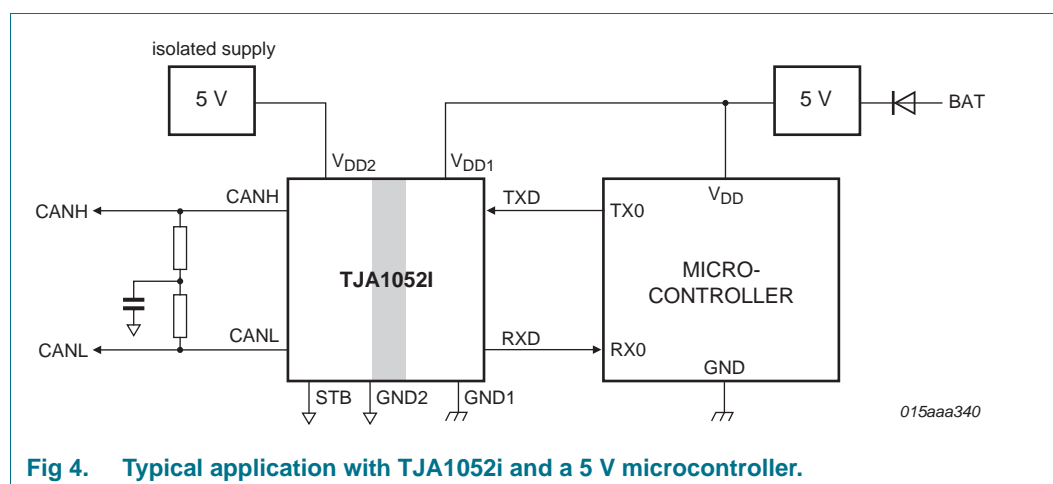 isolated supply
5 V
5 V
BAT
VDD2
VDD1
CANH
CANH
TXD
TX0
VDD
TJA1052I
MICRO-
CONTROLLER
CANL
CANL
RXD
RX0
GND
STB
GND2
GND1
015aaa340
Fig 4. Typical application with TJA1052i and a 5 V microcontroller.